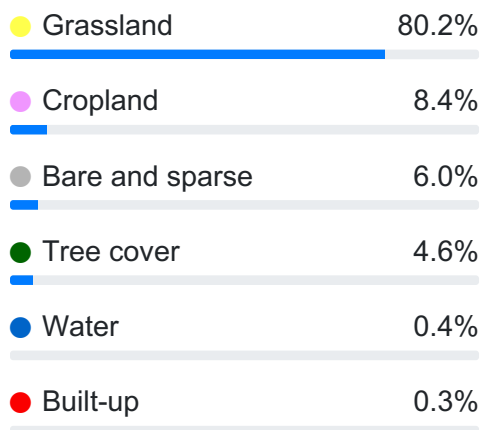 Grassland 80.2%
Cropland 8.4%
Bare and sparse 6.0%
Tree cover 4.6%
Water 0.4%
Built-up 0.3%